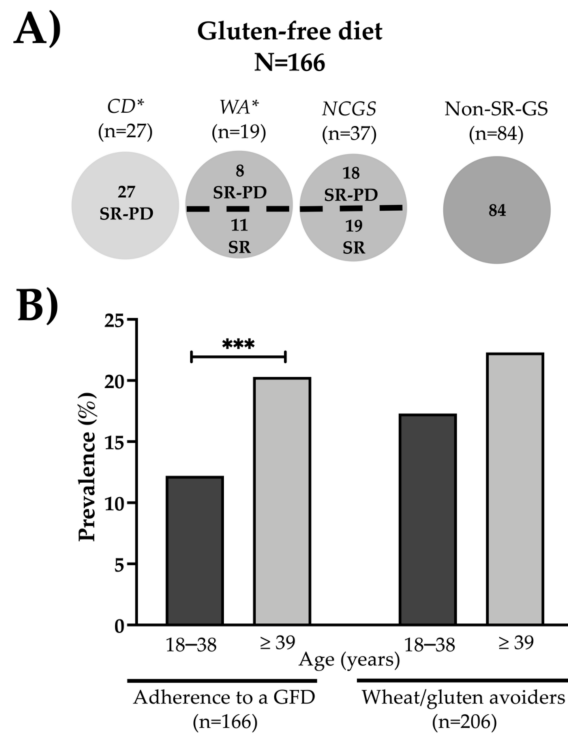 A)
Gluten-free diet
N=166
CD* WA* NCGS Non-SR-GS
(n=27) (n=19) (n=37) (n=84)
27
SR-PD
8
SR-PD
11
SR
18
SR-PD
19
SR
84
B)
Prevalence (%)
25
20
15
10
5
0
***
18–38 ≥ 39 18–38 ≥ 39
Age (years)
Adherence to a GFD Wheat/gluten avoiders
(n=166) (n=206)